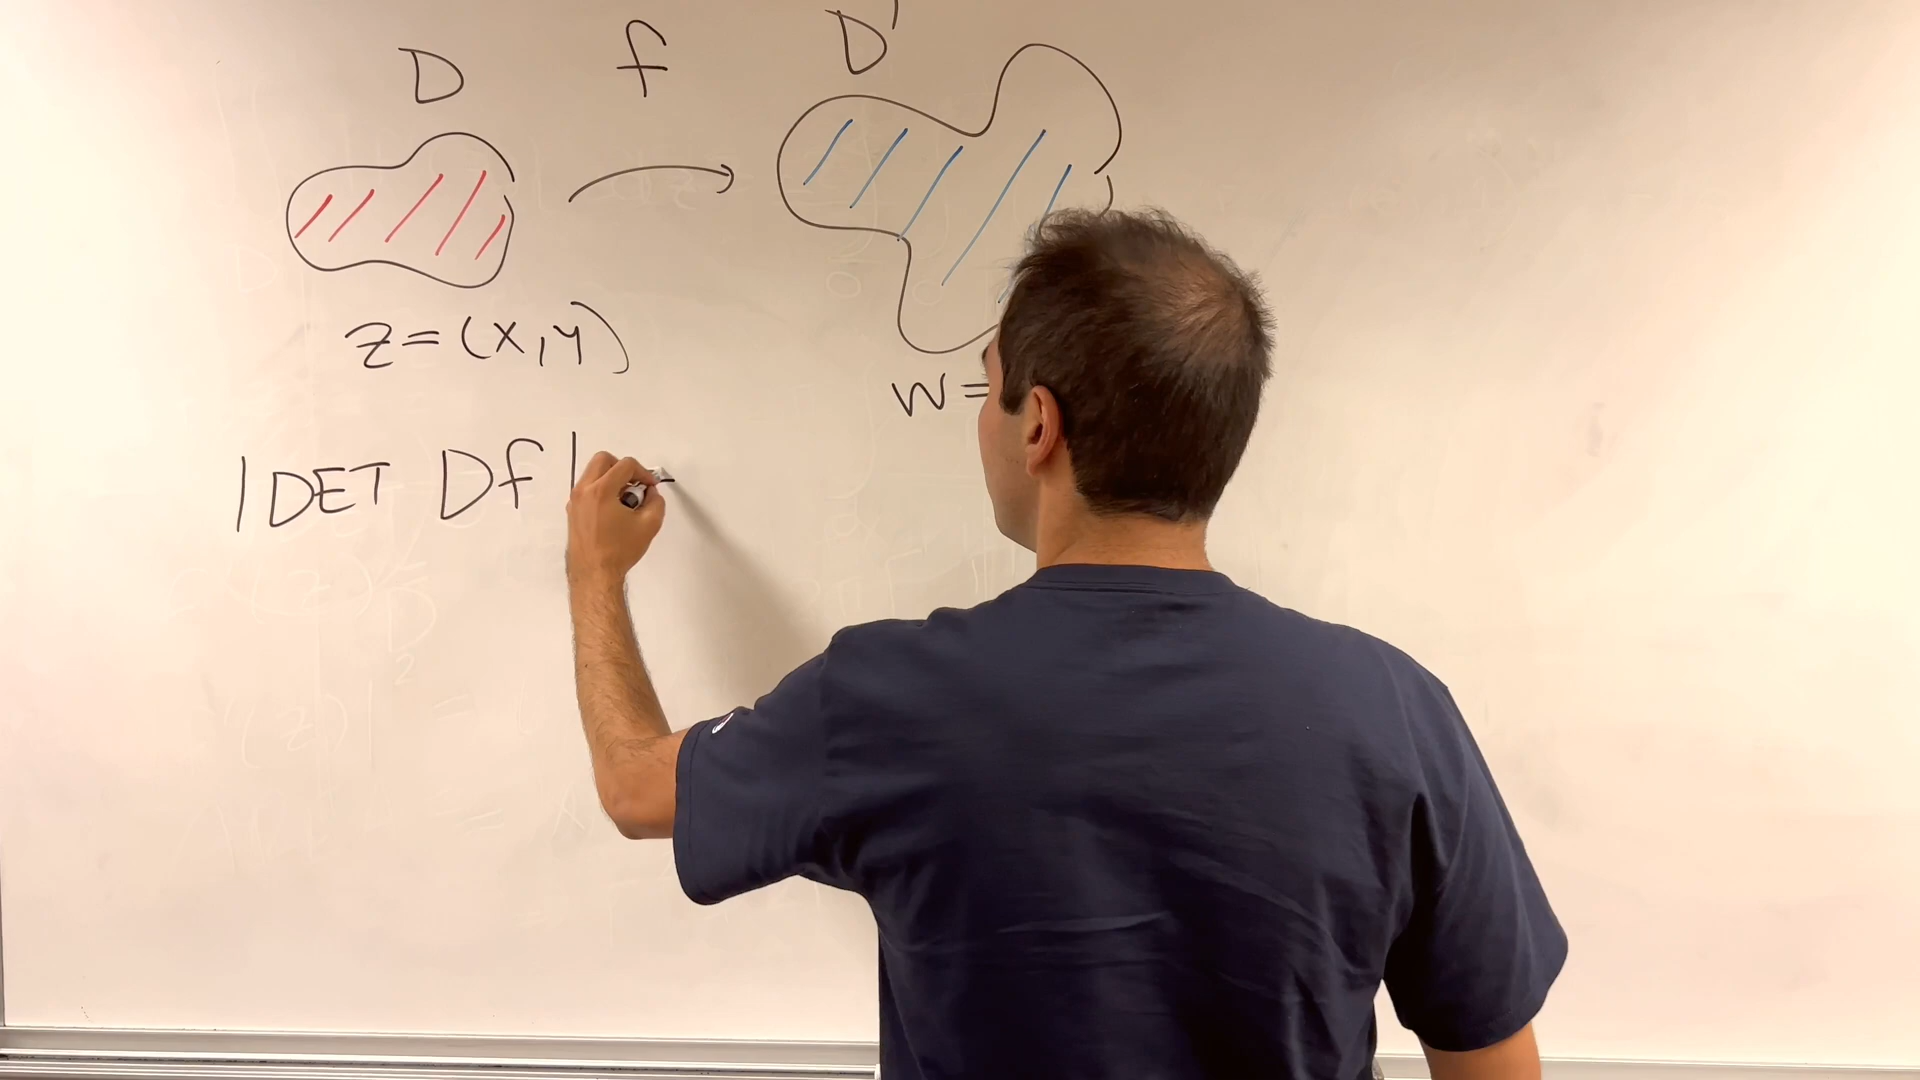 D f D'
z=(x,y)
w=
|DET Df|